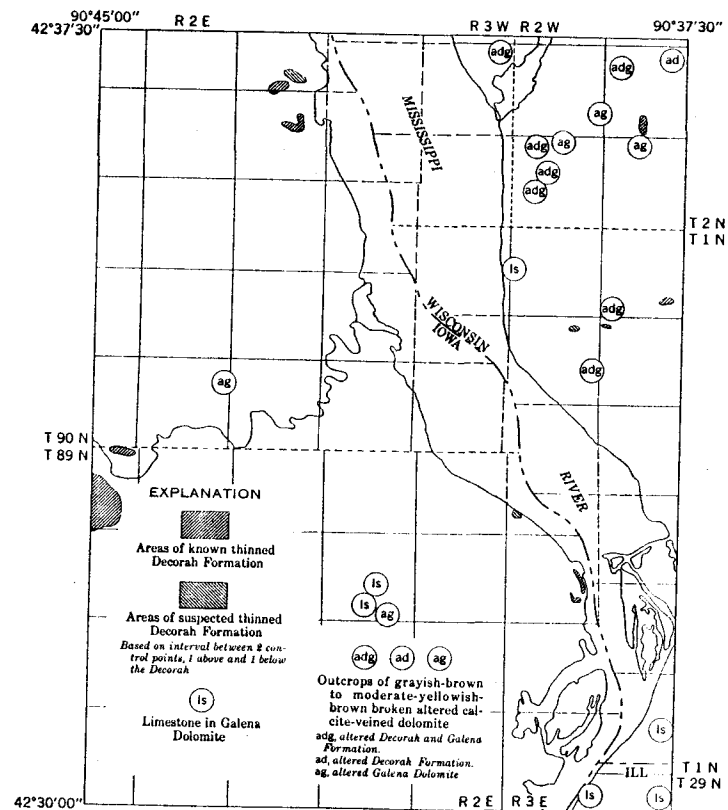 90°45'00"
R 2 E
R 3 W
R 2 W
90°37'30"
42°37'30"
adg
adg
ad
MISSISSIPPI
ag
adg
ag
ag
adg
adg
T 2 N
T 1 N
ls
adg
WISCONSIN
IOWA
adg
ag
T 90 N
T 89 N
RIVER
EXPLANATION
Areas of known thinned
Decorah Formation
Areas of suspected thinned
Decorah Formation
Based on interval between 2 con-
trol points, 1 above and 1 below
the Decorah
ls
Limestone in Galena
Dolomite
ls
ls
ag
adg
ad
ag
Outcrops of grayish-brown
to moderate-yellowish-
brown broken altered cal-
cite-veined dolomite
adg, altered Decorah and Galena
Formation.
ad, altered Decorah Formation.
ag, altered Galena Dolomite
ls
ILL
T 1 N
T 29 N
ls
ls
42°30'00"
R 2 E
R 3 E